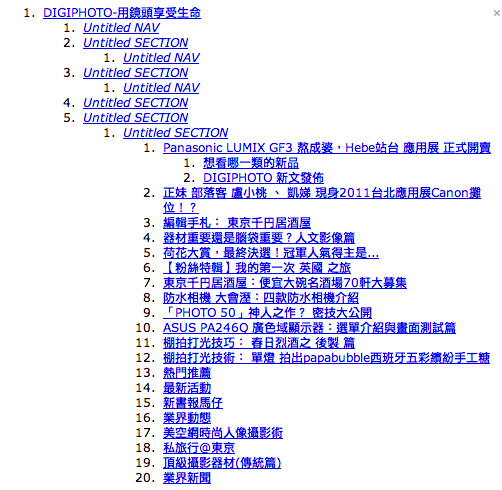 1. DIGIPHOTO-用鏡頭享受生命
×
1. Untitled NAV
2. Untitled SECTION
1. Untitled NAV
3. Untitled SECTION
1. Untitled NAV
4. Untitled SECTION
5. Untitled SECTION
1. Untitled SECTION
1. Panasonic LUMIX GF3 熬成婆，Hebe站台 應用展 正式開賣
1. 想看哪一類的新品
2. DIGIPHOTO 新文發佈
2. 正妹 部落客 盧小桃 、 凱娣 現身2011台北應用展Canon攤
位！？
3. 編輯手札： 東京千円居酒屋
4. 器材重要還是腦袋重要？人文影像篇
5. 荷花大賞，最終決選！冠軍人氣得主是...
6. 【粉絲特輯】我的第一次 英國 之旅
7. 東京千円居酒屋：便宜大碗名酒場70軒大募集
8. 防水相機 大會溼：四款防水相機介紹
9. 「PHOTO 50」神人之作？ 密技大公開
10. ASUS PA246Q 廣色域顯示器：選單介紹與畫面測試篇
11. 棚拍打光技巧： 春日烈酒之 後製 篇
12. 棚拍打光技術： 單燈 拍出papabubble西班牙五彩繽紛手工糖
13. 熱門推薦
14. 最新活動
15. 新書報馬仔
16. 業界動態
17. 美空網時尚人像攝影術
18. 私旅行@東京
19. 頂級攝影器材(傳統篇)
20. 業界新聞